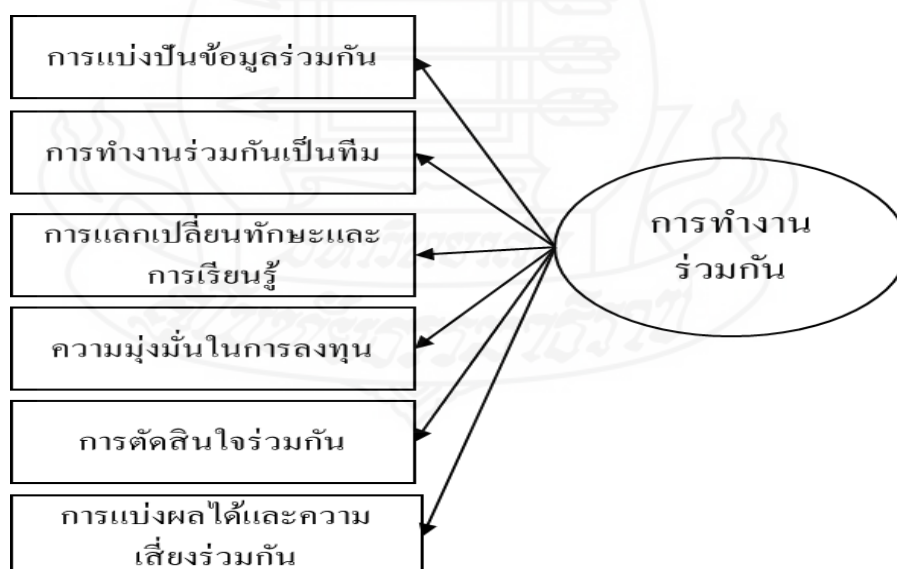 การแบ่งปันข้อมูลร่วมกัน
การทำงานร่วมกันเป็นทีม
การแลกเปลี่ยนทักษะและ
การเรียนรู้
ความมุ่งมั่นในการลงทุน
การตัดสินใจร่วมกัน
การแบ่งผลได้และความ
เสี่ยงร่วมกัน
การทำงาน
ร่วมกัน